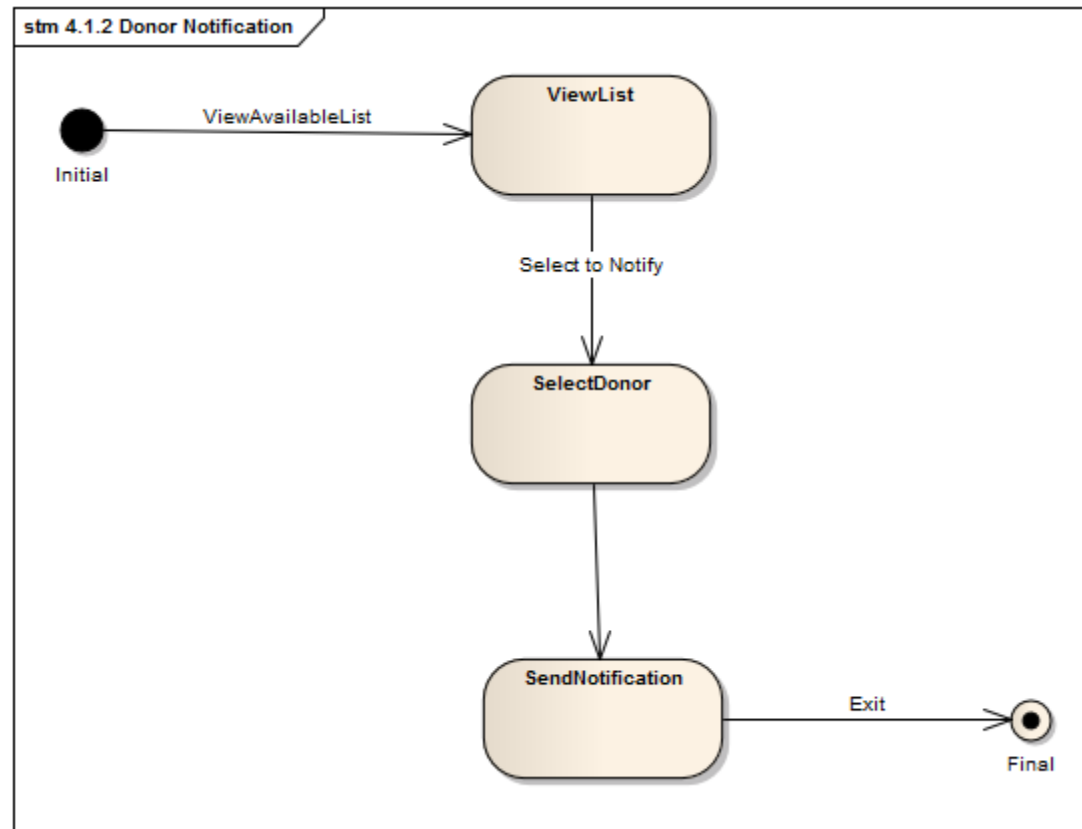 stm 4.1.2 Donor Notification
ViewList
ViewAvailableList
Initial
Select to Notify
SelectDonor
SendNotification
Exit
Final